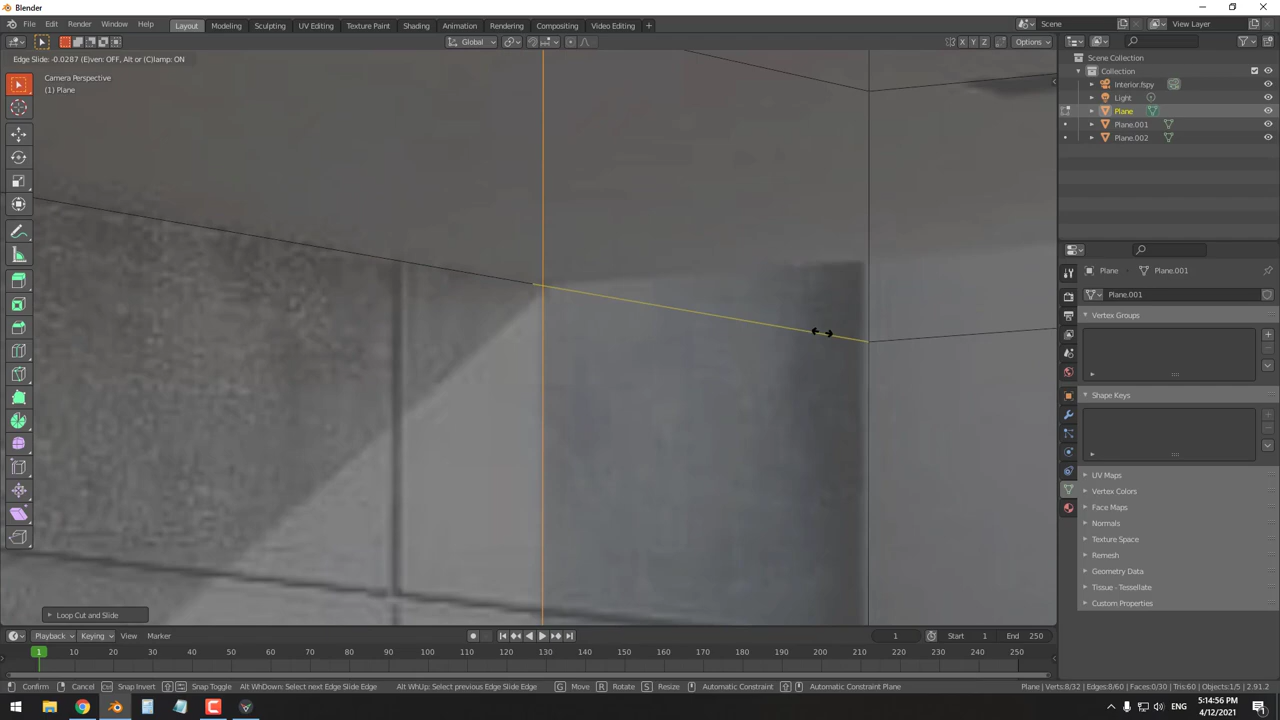 Blender
File Edit Render Window Help
Layout Modeling Sculpting UV Editing Texture Paint Shading Animation Rendering Compositing Video Editing +
Scene
View Layer
Global
X Y Z
Options
Edge Slide: -0.0287 (E)ven: OFF, Alt or (C)lamp: ON
Camera Perspective
(1) Plane
Scene Collection
Collection
Interior.fspy
Light
Plane
Plane.001
Plane.002
Plane
Plane.001
Plane.001
Vertex Groups
Shape Keys
UV Maps
Vertex Colors
Face Maps
Normals
Texture Space
Remesh
Geometry Data
Tissue - Tessellate
Custom Properties
Loop Cut and Slide
Playback Keying View Marker
1
Start 1
End 250
1 10 20 30 40 50 60 70 80 90 100 110 120 130 140 150 160 170 180 190 200 210 220 230 240 250
Confirm Cancel Snap Invert Snap Toggle Alt WhDown: Select next Edge Slide Edge Alt WhUp: Select previous Edge Slide Edge G Move R Rotate S Resize Automatic Constraint Automatic Constraint Plane
Plane | Verts:8/32 | Edges:8/60 | Faces:0/30 | Tris:60 | Objects:1/5 | 2.91.2
ENG
5:14:56 PM
4/12/2021